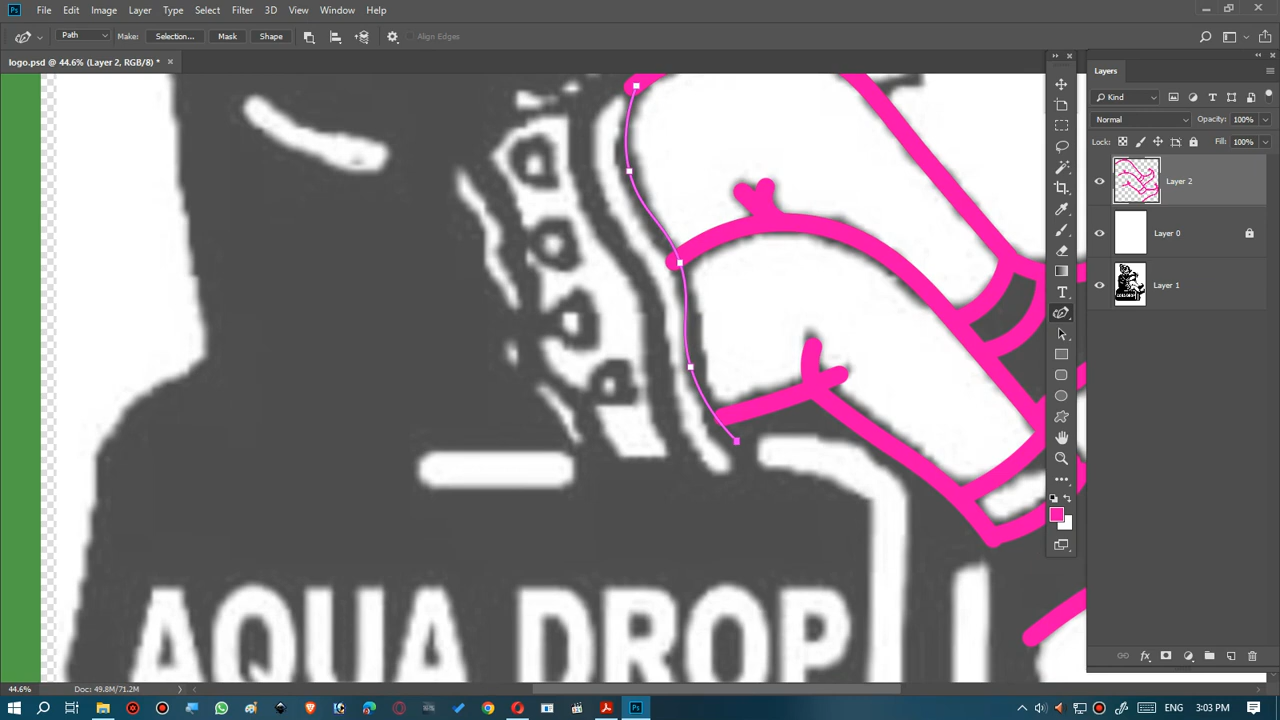 Ps File Edit Image Layer Type Select Filter 3D View Window Help
Path Make: Selection... Mask Shape Align Edges
logo.psd @ 44.6% (Layer 2, RGB/8) *
Layers
Kind
Normal Opacity: 100%
Lock: Fill: 100%
Layer 2
Layer 0
Layer 1
AQUA DROP
fx
44.6% Doc: 49.8M/71.2M
ENG 3:03 PM